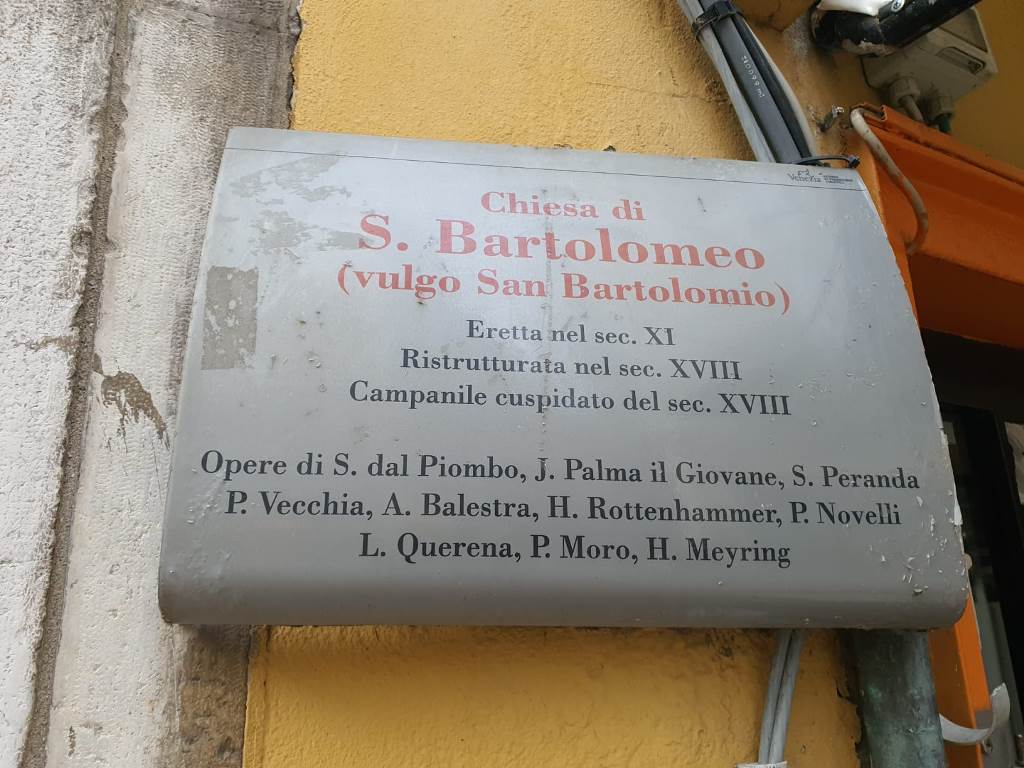 Venezia
Chiesa di
S. Bartolomeo
(vulgo San Bartolomio)
Eretta nel sec. XI
Ristrutturata nel sec. XVIII
Campanile cuspidato del sec. XVIII
Opere di S. dal Piombo, J. Palma il Giovane, S. Peranda
P. Vecchia, A. Balestra, H. Rottenhammer, P. Novelli
L. Querena, P. Moro, H. Meyring